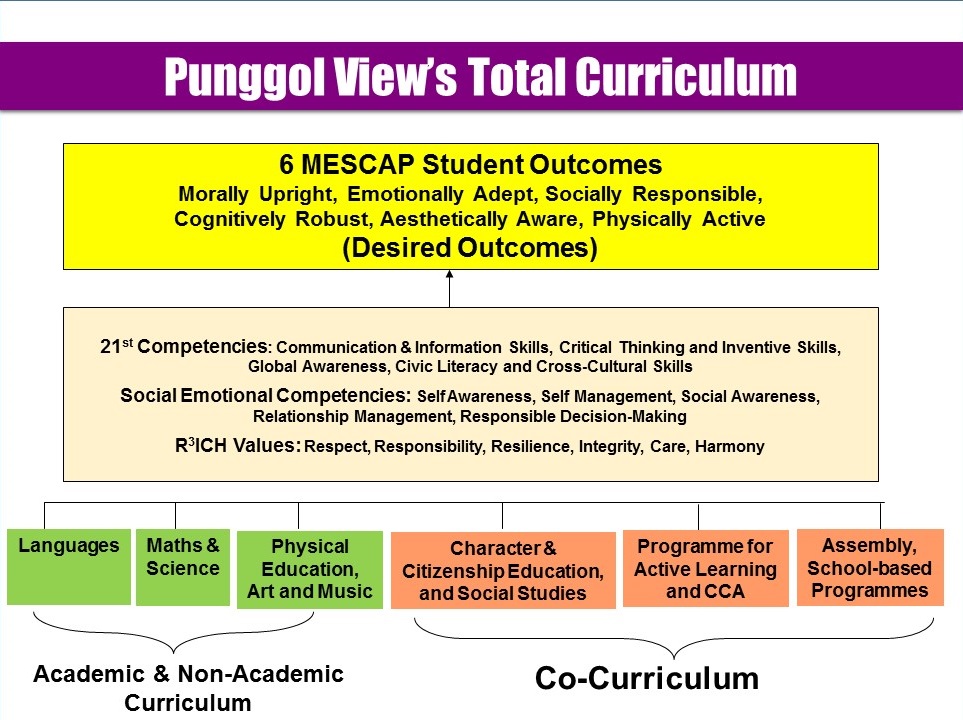 Punggol View’s Total Curriculum
6 MESCAP Student Outcomes
Morally Upright, Emotionally Adept, Socially Responsible,
Cognitively Robust, Aesthetically Aware, Physically Active
(Desired Outcomes)
21st Competencies: Communication & Information Skills, Critical Thinking and Inventive Skills,
Global Awareness, Civic Literacy and Cross-Cultural Skills
Social Emotional Competencies: Self Awareness, Self Management, Social Awareness,
Relationship Management, Responsible Decision-Making
R³ICH Values: Respect, Responsibility, Resilience, Integrity, Care, Harmony
Languages
Maths &
Science
Physical
Education,
Art and Music
Character &
Citizenship Education,
and Social Studies
Programme for
Active Learning
and CCA
Assembly,
School-based
Programmes
Academic & Non-Academic
Curriculum
Co-Curriculum